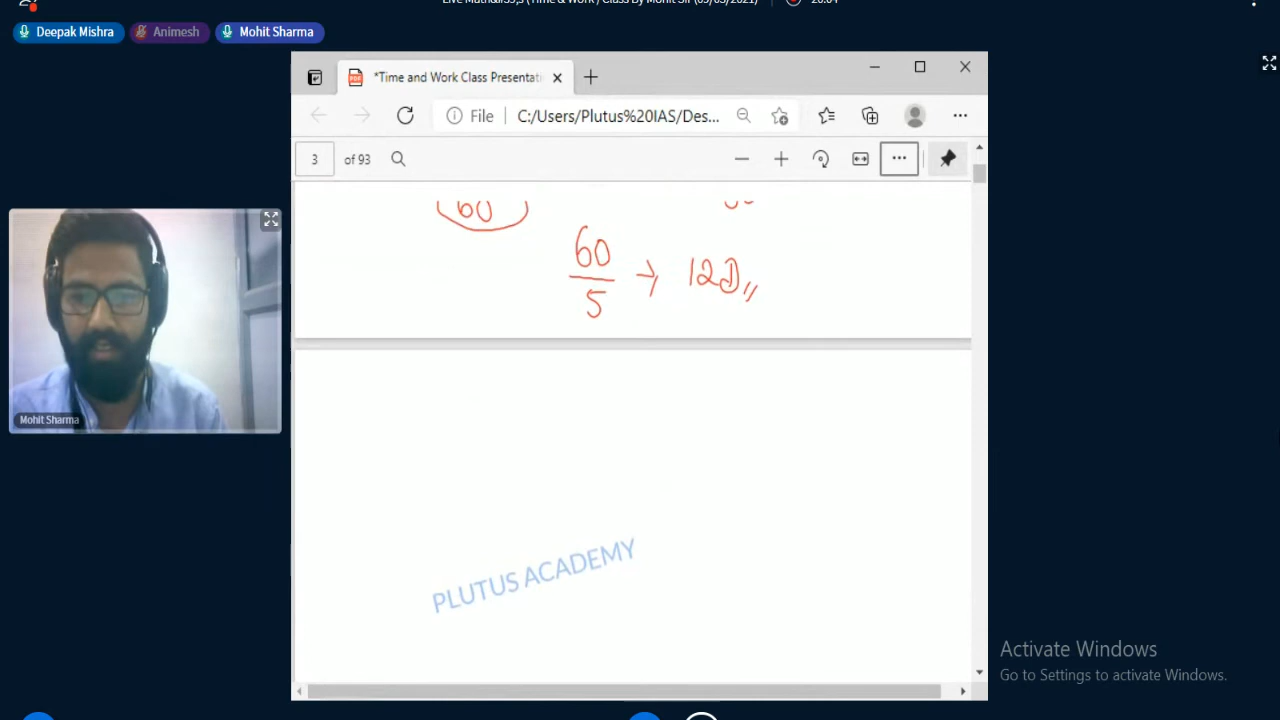 Deepak Mishra
Animesh
Mohit Sharma
*Time and Work Class Presentati
File
C:/Users/Plutus%20IAS/Des...
3 of 93
60
60
5
→ 12D,,
Mohit Sharma
PLUTUS ACADEMY
Activate Windows
Go to Settings to activate Windows.